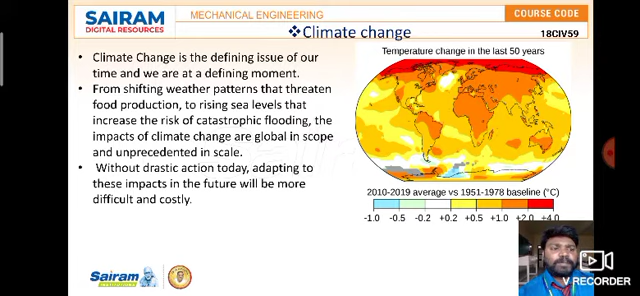 SAIRAM
DIGITAL RESOURCES
MECHANICAL ENGINEERING
COURSE CODE
❖Climate change
18CIV59
• Climate Change is the defining issue of our
time and we are at a defining moment.
• From shifting weather patterns that threaten
food production, to rising sea levels that
increase the risk of catastrophic flooding, the
impacts of climate change are global in scope
and unprecedented in scale.
• Without drastic action today, adapting to
these impacts in the future will be more
difficult and costly.
Temperature change in the last 50 years
2010-2019 average vs 1951-1978 baseline (°C)
-1.0 -0.5 -0.2 +0.2 +0.5 +1.0 +2.0 +4.0
Sairam
INSTITUTIONS
V RECORDER